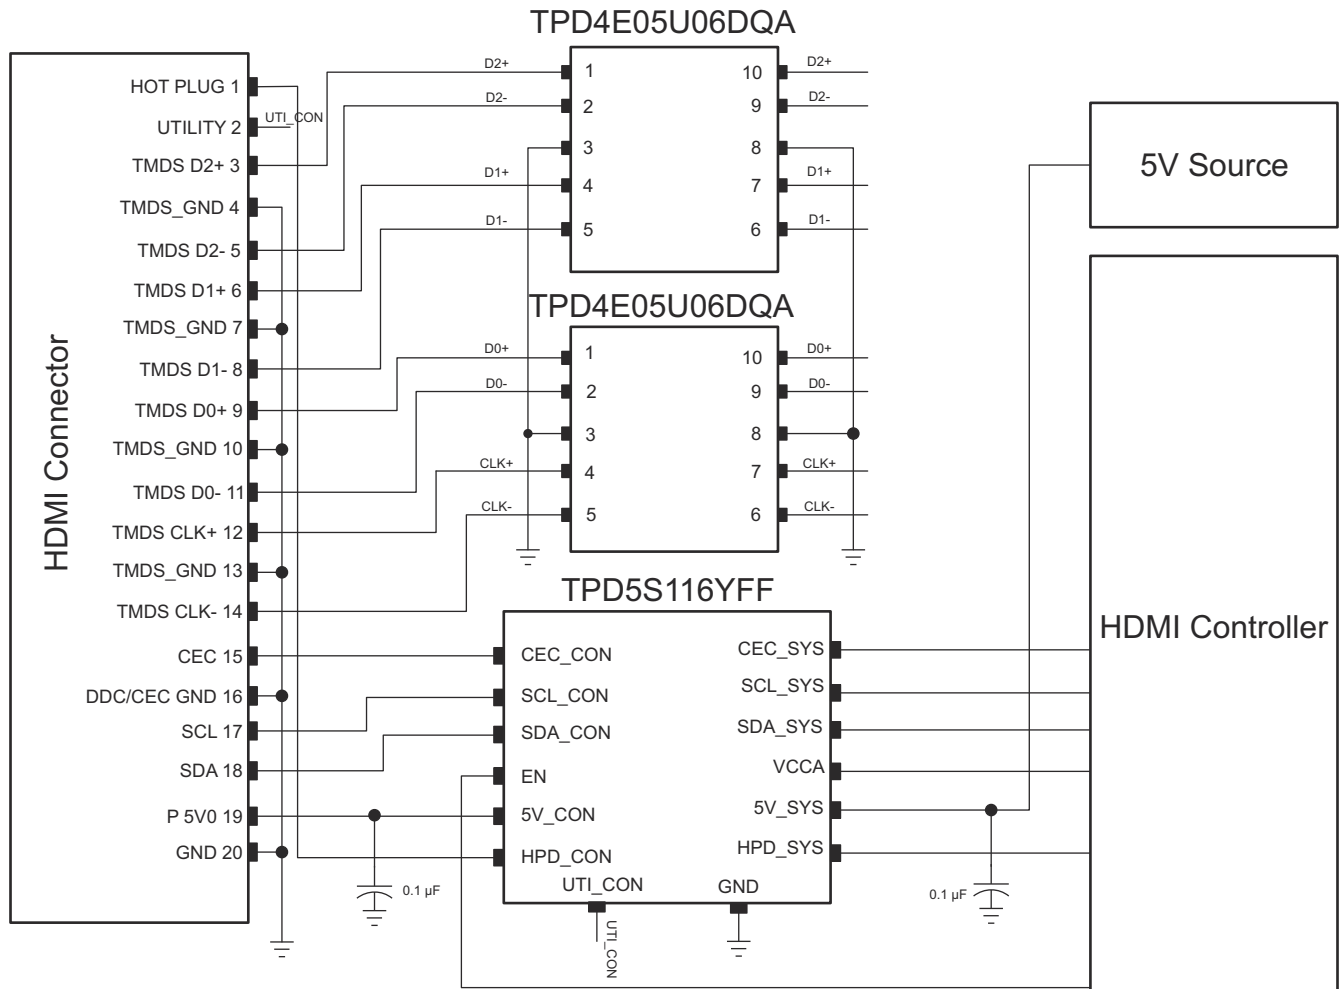 TPD4E05U06DQA
HDMI Connector
HOT PLUG 1
UTILITY 2
UTI_CON
TMDS D2+ 3
TMDS_GND 4
TMDS D2- 5
TMDS D1+ 6
TMDS_GND 7
TMDS D1- 8
TMDS D0+ 9
TMDS_GND 10
TMDS D0- 11
TMDS CLK+ 12
TMDS_GND 13
TMDS CLK- 14
CEC 15
DDC/CEC GND 16
SCL 17
SDA 18
P 5V0 19
GND 20
D2+ 1 10 D2+
D2- 2 9 D2-
3 8
D1+ 4 7 D1+
D1- 5 6 D1-
TPD4E05U06DQA
D0+ 1 10 D0+
D0- 2 9 D0-
3 8
CLK+ 4 7 CLK+
CLK- 5 6 CLK-
TPD5S116YFF
CEC_CON CEC_SYS
SCL_CON SCL_SYS
SDA_CON SDA_SYS
EN VCCA
5V_CON 5V_SYS
HPD_CON HPD_SYS
UTI_CON GND
UTI_CON
0.1 µF
0.1 µF
5V Source
HDMI Controller